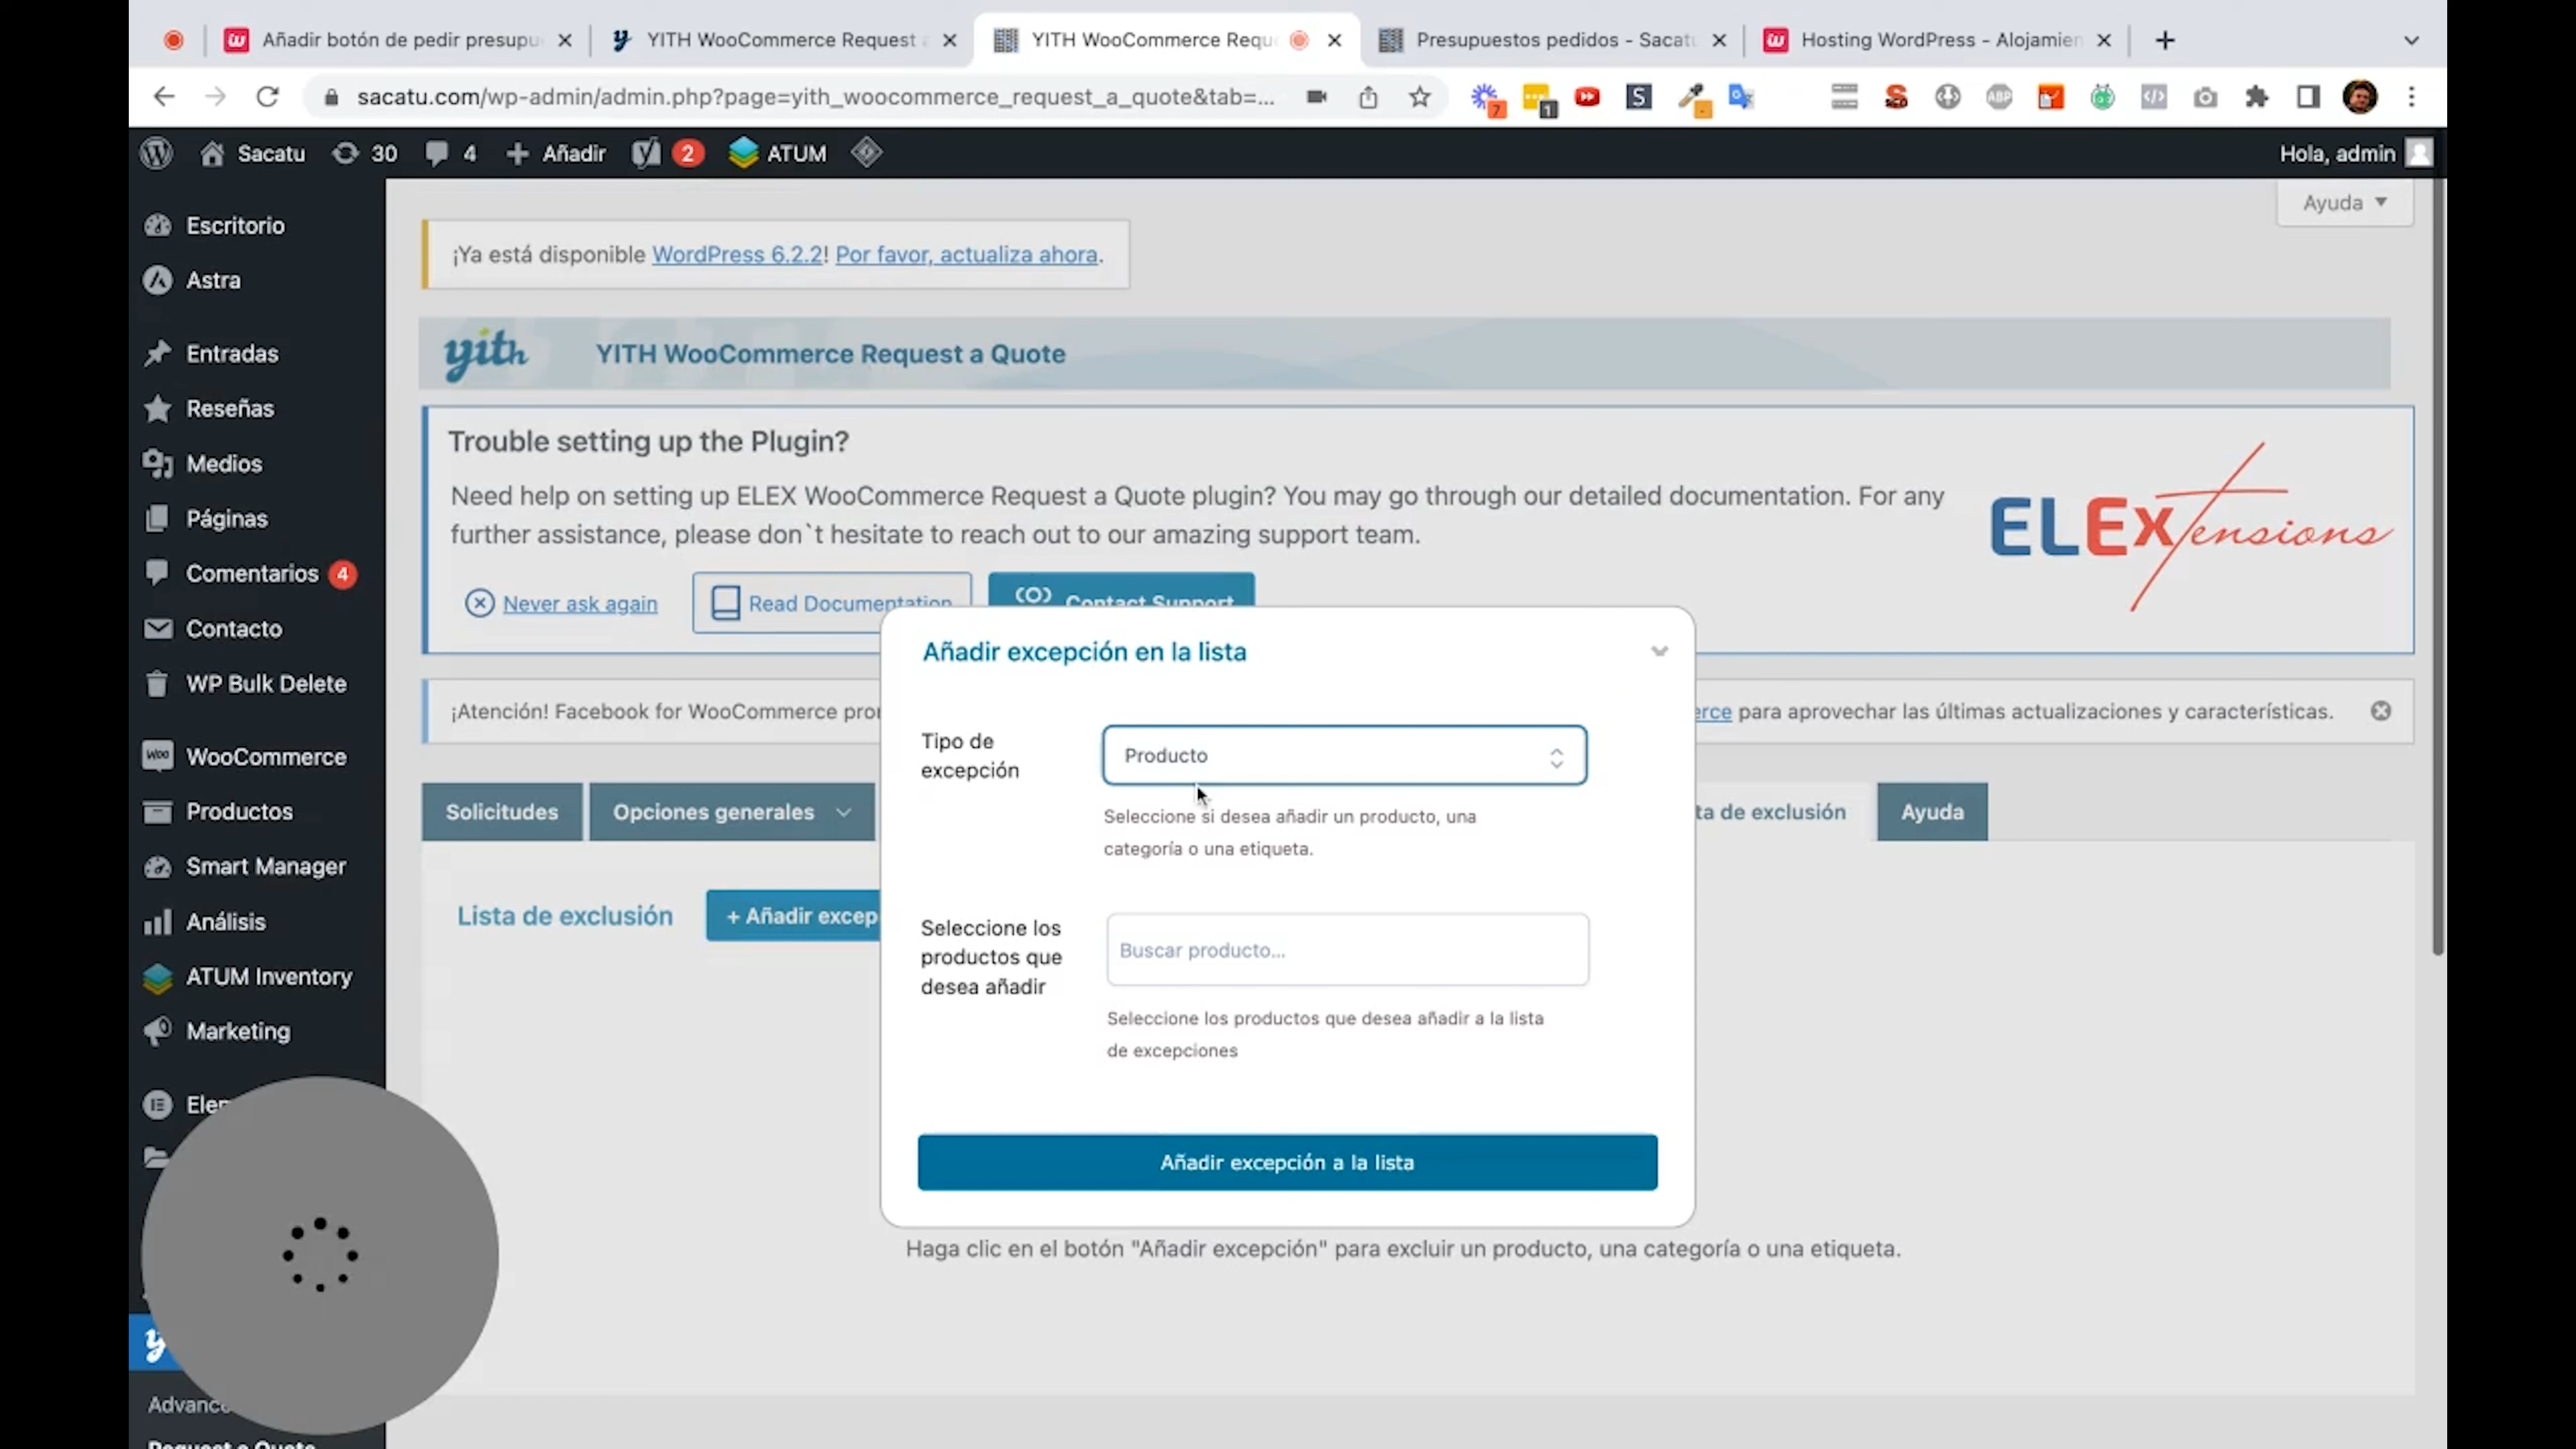 Añadir botón de pedir presupu
YITH WooCommerce Request a
YITH WooCommerce Requ
Presupuestos pedidos - Sacatu
Hosting WordPress - Alojamien
sacatu.com/wp-admin/admin.php?page=yith_woocommerce_request_a_quote&tab=...
7
1
S
ABP
Sacatu
30
4
Añadir
2
ATUM
Hola, admin
Ayuda
Escritorio
Astra
Entradas
Reseñas
Medios
Páginas
Comentarios 4
Contacto
WP Bulk Delete
Woo WooCommerce
Productos
Smart Manager
Análisis
ATUM Inventory
Marketing
Elem
Advance
Request a Quote
¡Ya está disponible WordPress 6.2.2! Por favor, actualiza ahora.
yith
YITH WooCommerce Request a Quote
Trouble setting up the Plugin?
Need help on setting up ELEX WooCommerce Request a Quote plugin? You may go through our detailed documentation. For any
further assistance, please don`t hesitate to reach out to our amazing support team.
ELEXtensions
Never ask again
Read Documentation
Contact Support
¡Atención! Facebook for WooCommerce pro
erce para aprovechar las últimas actualizaciones y características.
Solicitudes
Opciones generales
ta de exclusión
Ayuda
Lista de exclusión
+ Añadir excep
Añadir excepción en la lista
Tipo de
excepción
Producto
Seleccione si desea añadir un producto, una
categoría o una etiqueta.
Seleccione los
productos que
desea añadir
Buscar producto...
Seleccione los productos que desea añadir a la lista
de excepciones
Añadir excepción a la lista
Haga clic en el botón "Añadir excepción" para excluir un producto, una categoría o una etiqueta.